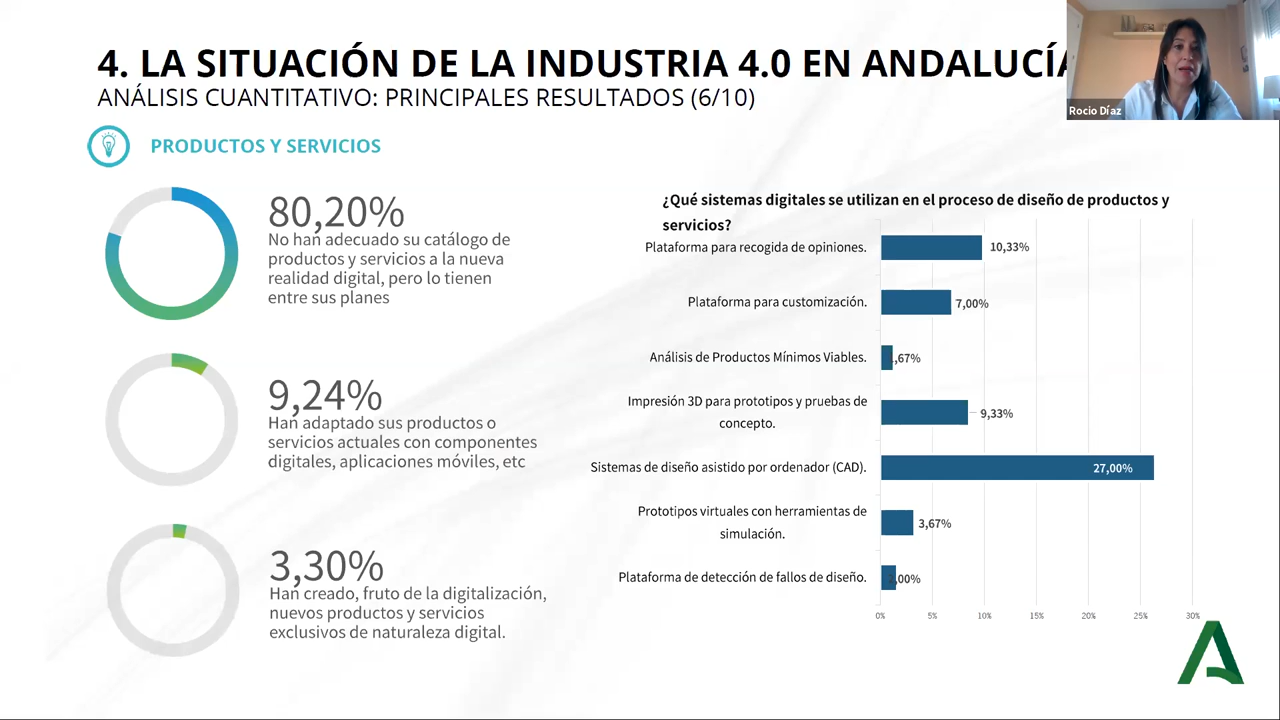 4. LA SITUACIÓN DE LA INDUSTRIA 4.0 EN ANDALUCÍA
ANÁLISIS CUANTITATIVO: PRINCIPALES RESULTADOS (6/10)
Rocio Díaz
PRODUCTOS Y SERVICIOS
80,20%
No han adecuado su catálogo de
productos y servicios a la nueva
realidad digital, pero lo tienen
entre sus planes
9,24%
Han adaptado sus productos o
servicios actuales con componentes
digitales, aplicaciones móviles, etc
3,30%
Han creado, fruto de la digitalización,
nuevos productos y servicios
exclusivos de naturaleza digital.
¿Qué sistemas digitales se utilizan en el proceso de diseño de productos y
servicios?
Plataforma para recogida de opiniones.
10,33%
Plataforma para customización.
7,00%
Análisis de Productos Mínimos Viables.
,67%
Impresión 3D para prototipos y pruebas de
concepto.
9,33%
Sistemas de diseño asistido por ordenador (CAD).
27,00%
Prototipos virtuales con herramientas de
simulación.
3,67%
Plataforma de detección de fallos de diseño.
2,00%
0% 5% 10% 15% 20% 25% 30%